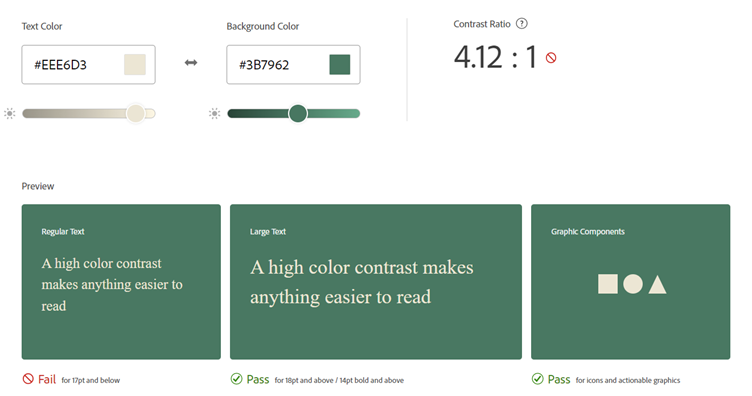 Text Color
#EEE6D3
Background Color
#3B7962
Contrast Ratio ?
4.12 : 1
Preview
Regular Text
A high color contrast
makes anything easier to
read
Large Text
A high color contrast makes
anything easier to read
Graphic Components
Fail for 17pt and below
Pass for 18pt and above / 14pt bold and above
Pass for icons and actionable graphics